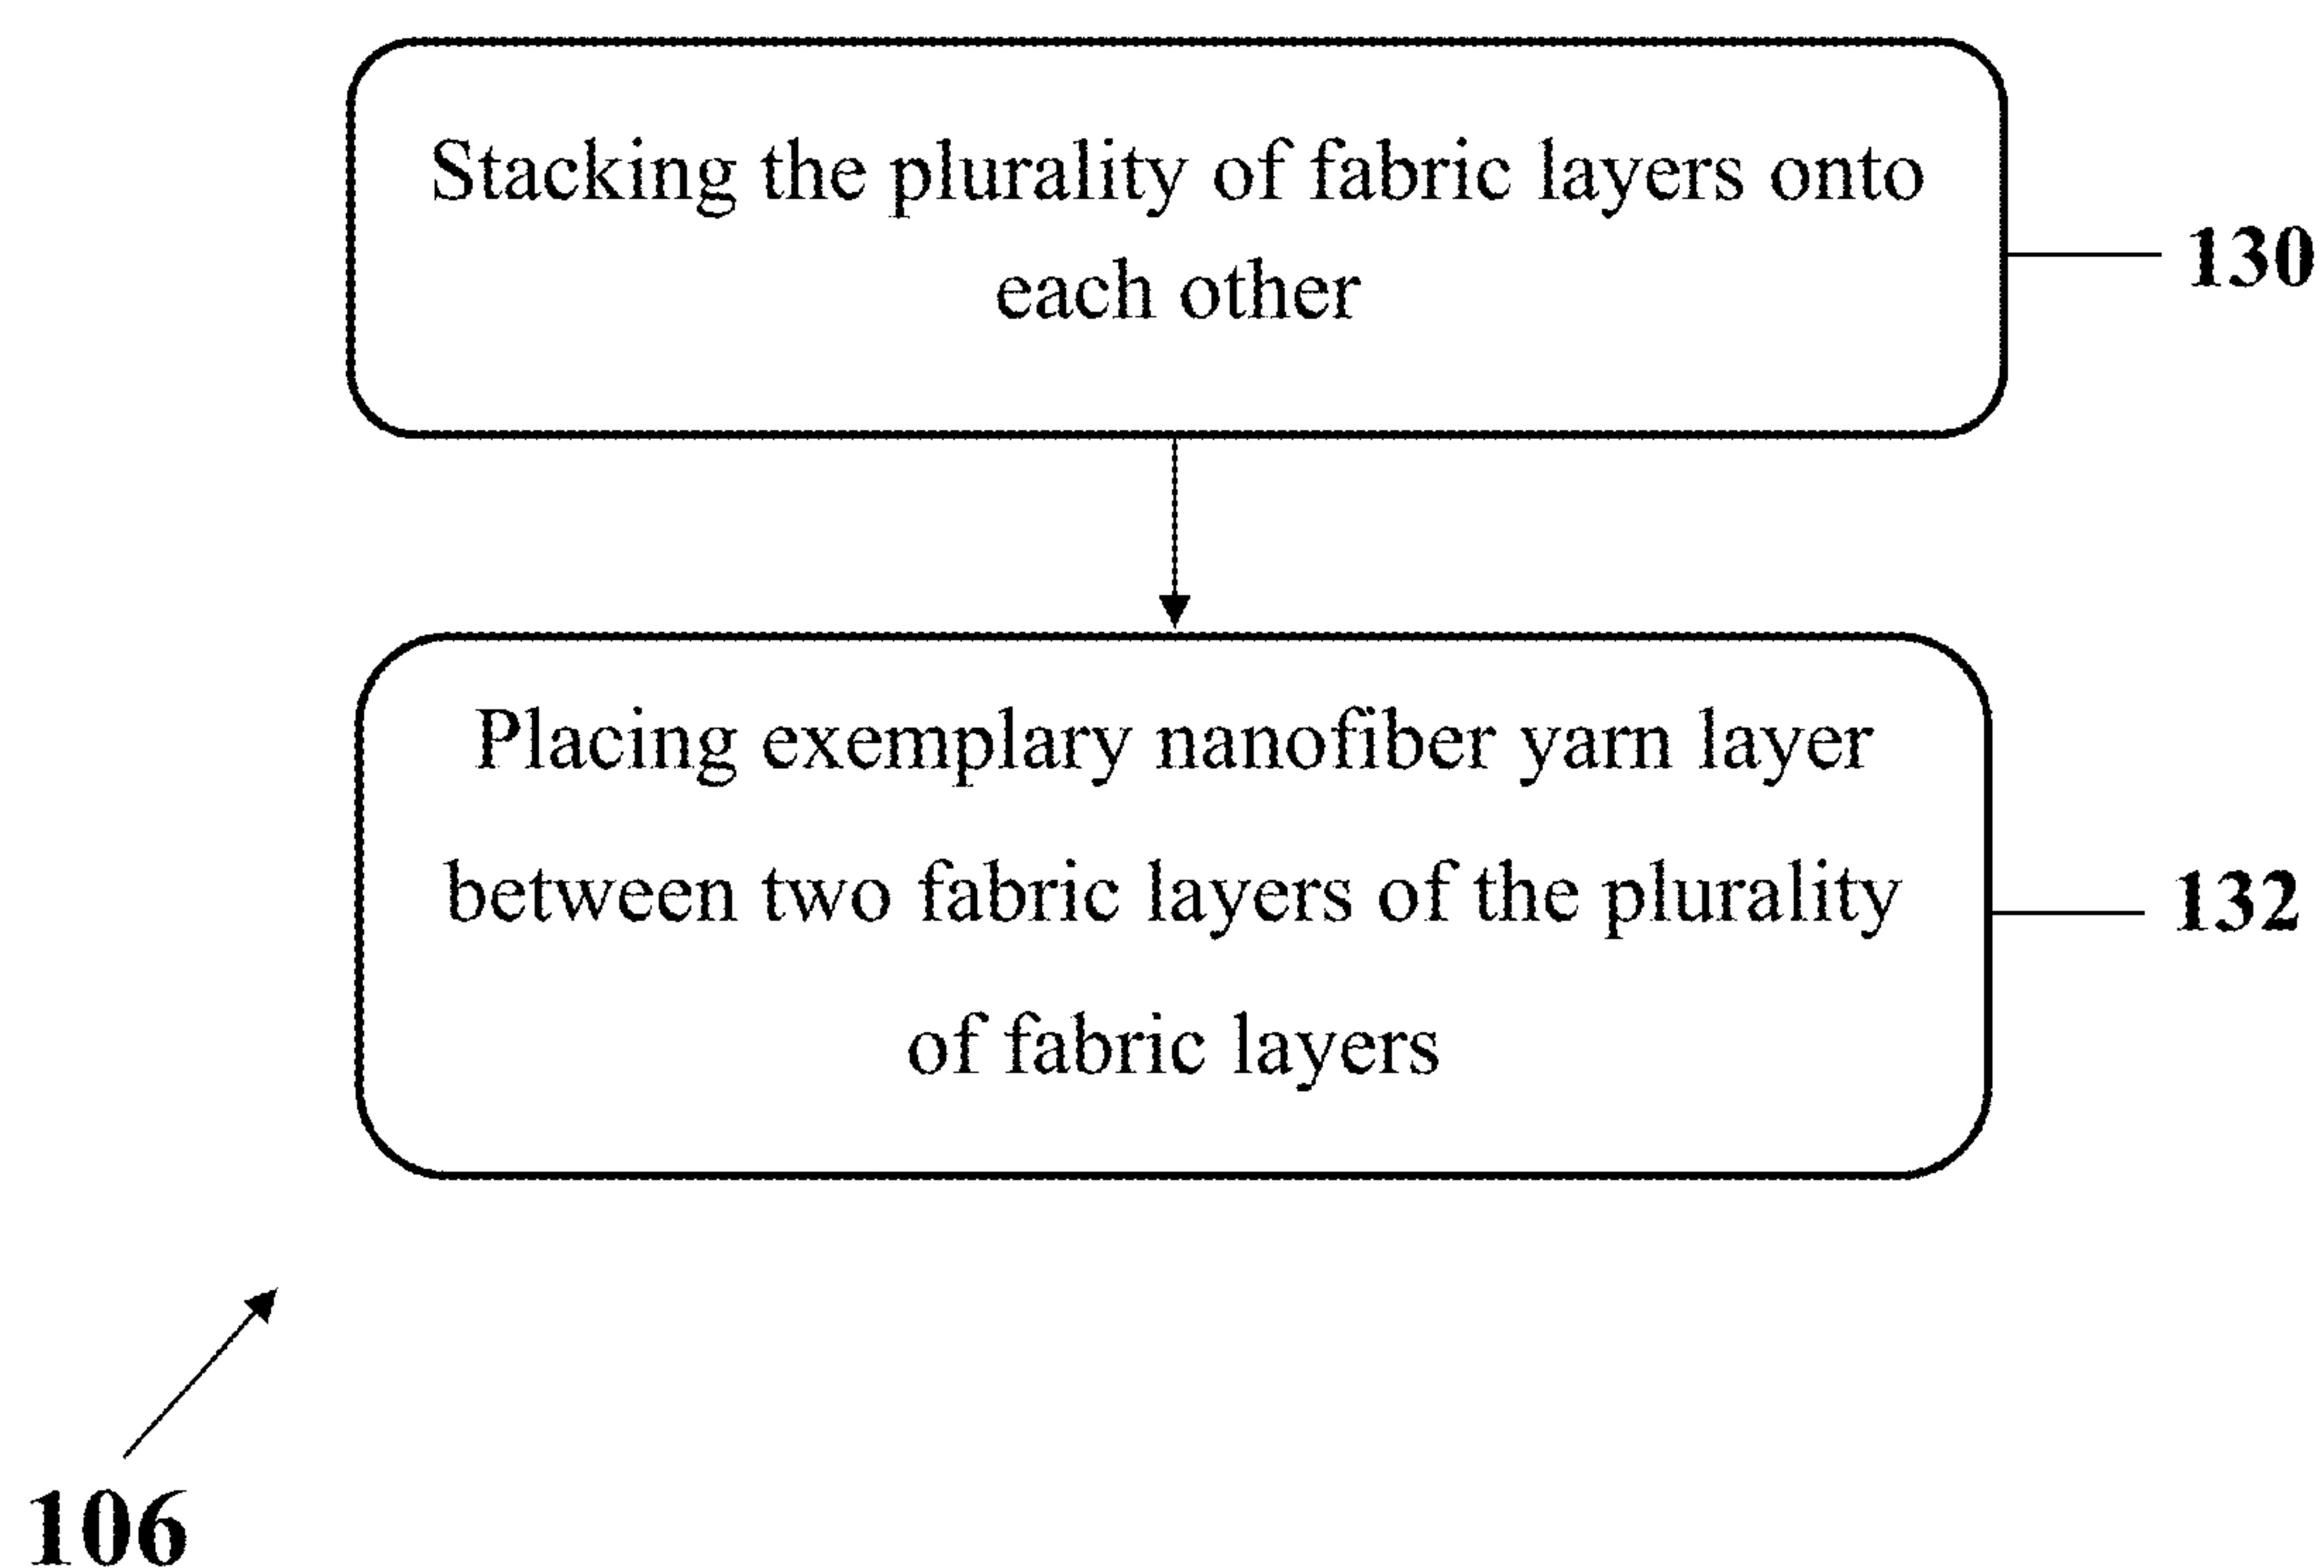 Stacking the plurality of fabric layers onto
each other
130
Placing exemplary nanofiber yarn layer
between two fabric layers of the plurality
of fabric layers
132
106